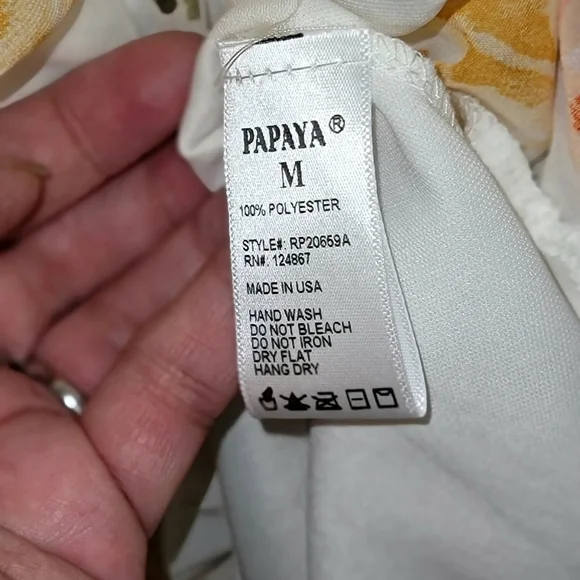 PAPAYA®
M
100% POLYESTER
STYLE#: RP20659A
RN#: 124867
MADE IN USA
HAND WASH
DO NOT BLEACH
DO NOT IRON
DRY FLAT
HANG DRY